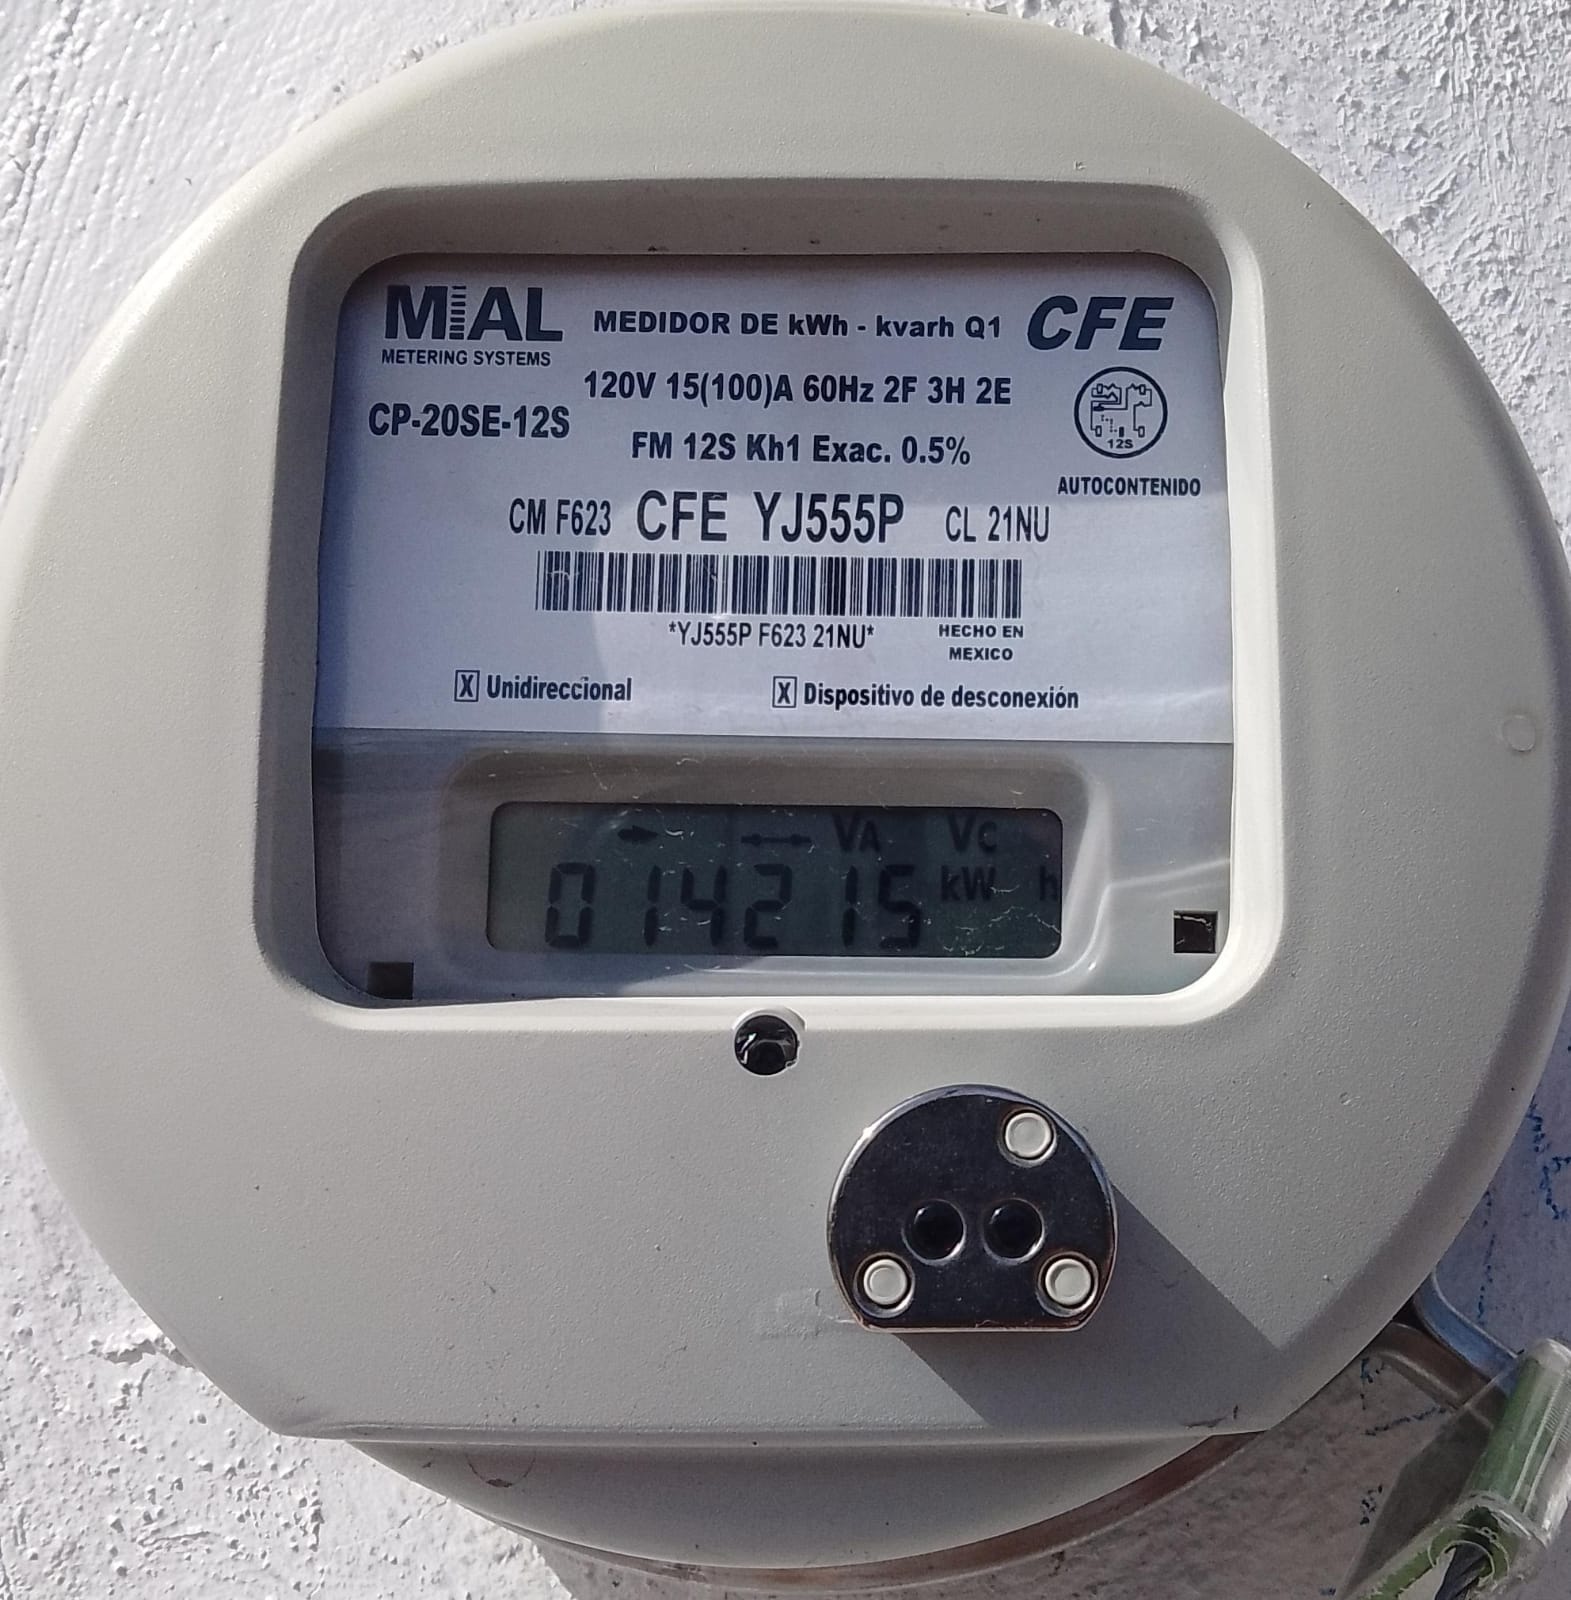 MIAL MEDIDOR DE kWh - kvarh Q1 CFE
METERING SYSTEMS
120V 15(100)A 60Hz 2F 3H 2E
CP-20SE-12S
FM 12S Kh1 Exac. 0.5%
12S
AUTOCONTENIDO
CM F623 CFE YJ555P CL 21NU
*YJ555P F623 21NU*
HECHO EN
MEXICO
X Unidireccional X Dispositivo de desconexión
VA VC
014215 kW h